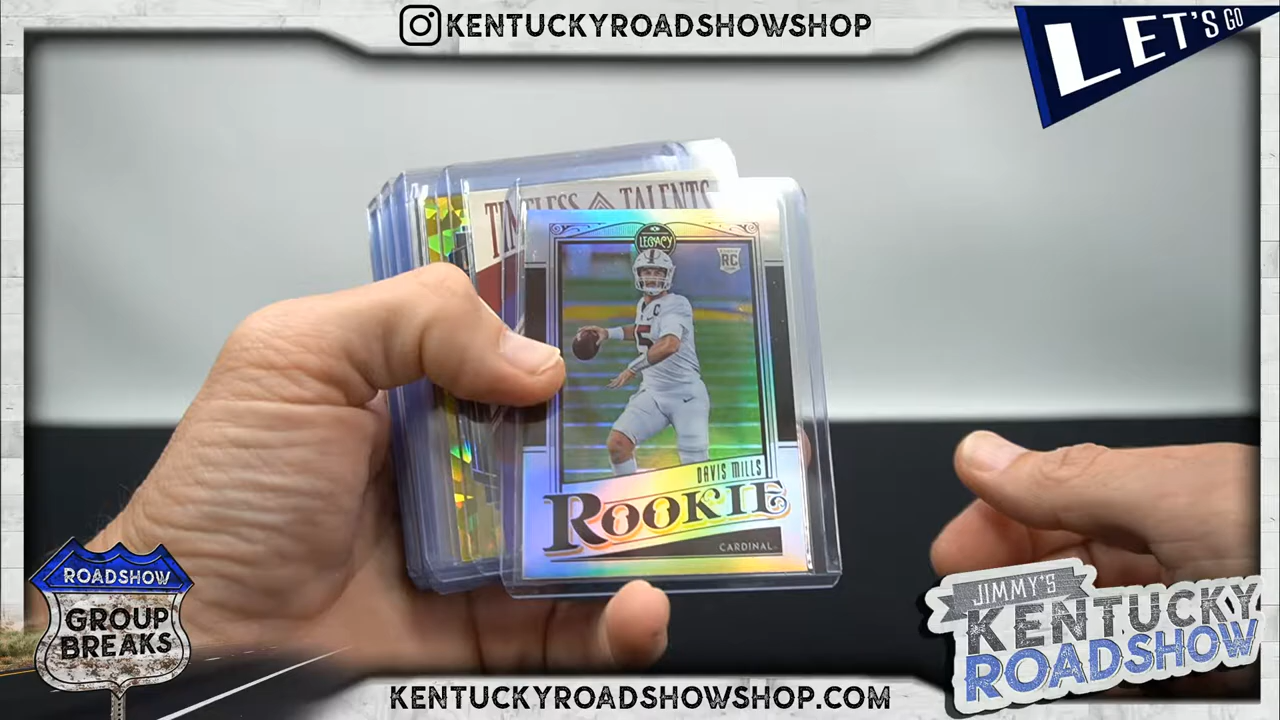 KENTUCKYROADSHOWSHOP
LET'S GO
TIMELESS TALENTS
LEGACY
RC
C
5
DAVIS MILLS
ROOKIE
CARDINAL
ROADSHOW
GROUP
BREAKS
JIMMY'S
KENTUCKY
ROADSHOW
KENTUCKYROADSHOWSHOP.COM